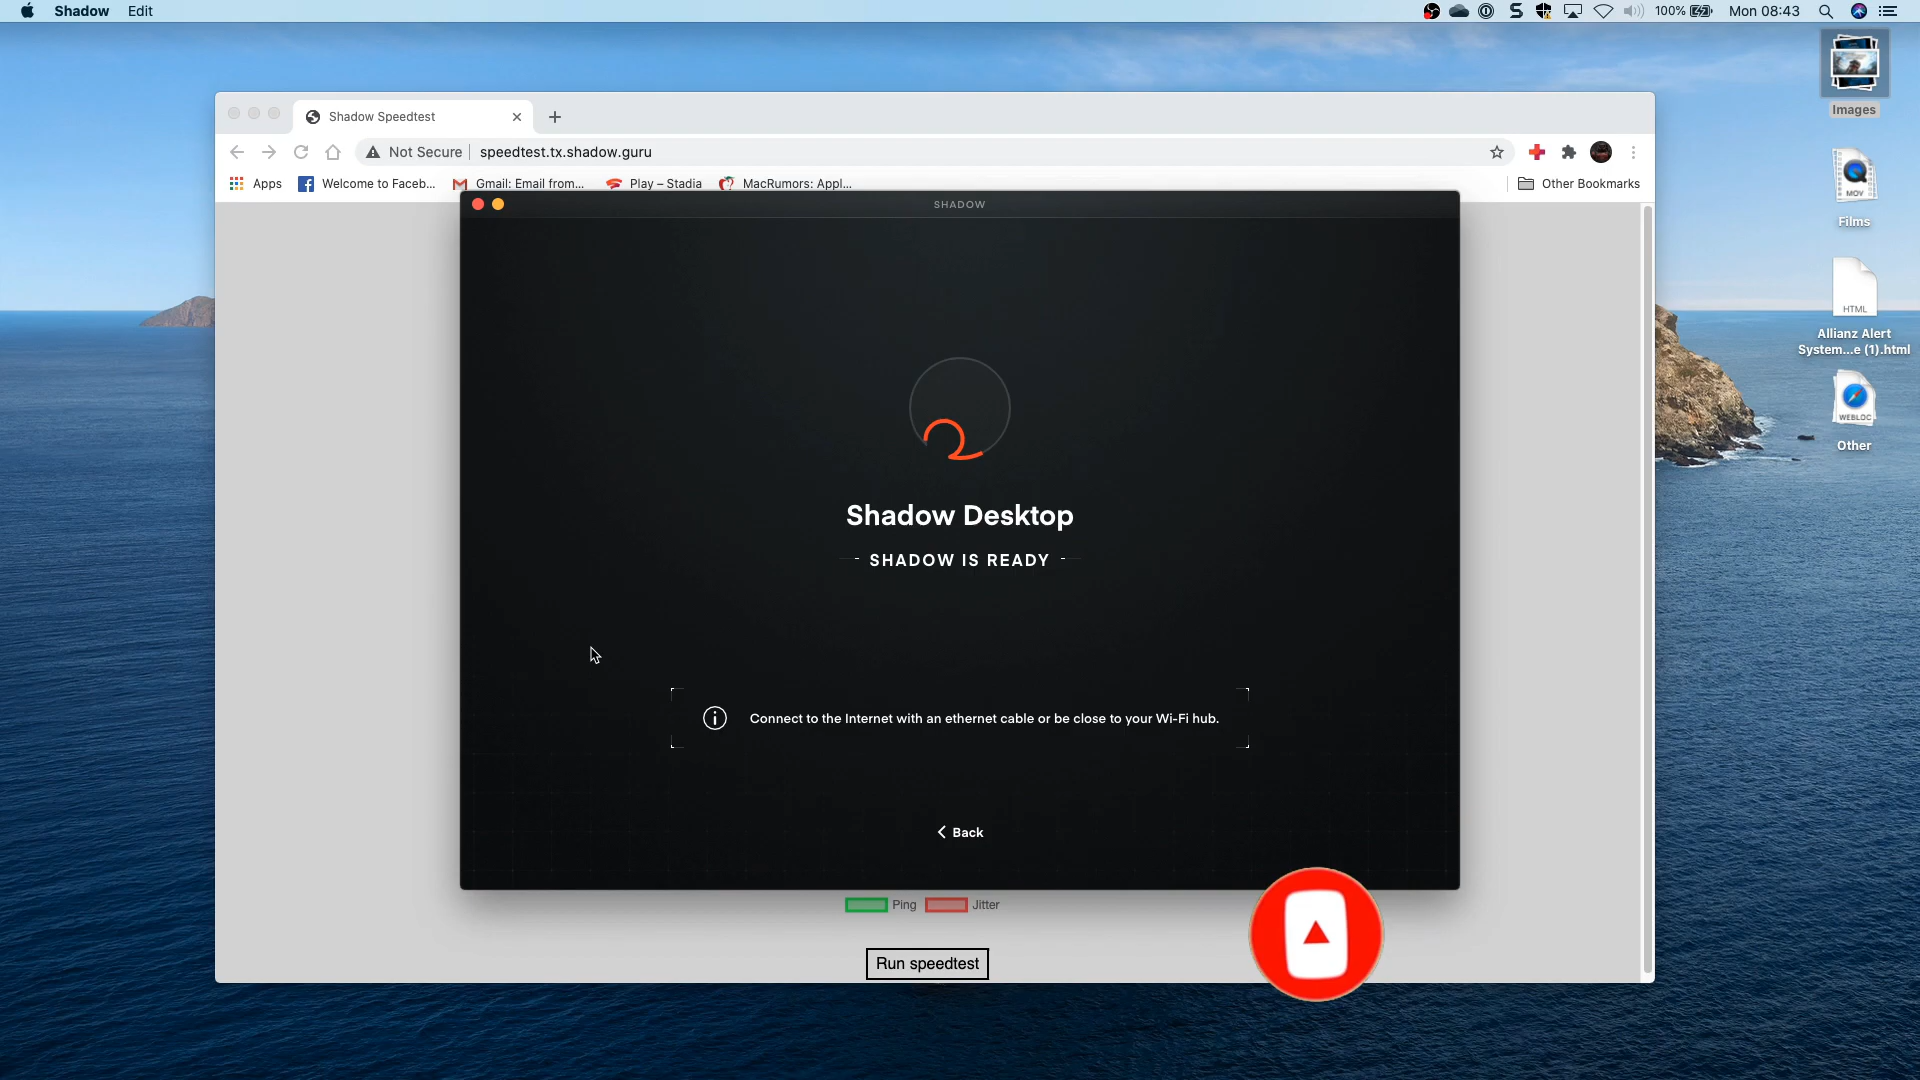 Shadow Edit
100% Mon 08:43
Images
Shadow Speedtest
Not Secure speedtest.tx.shadow.guru
Apps Welcome to Faceb... Gmail: Email from... Play – Stadia MacRumors: Appl... Other Bookmarks
MOV
Films
SHADOW
HTML
Allianz Alert
System...e (1).html
WEBLOC
Other
Shadow Desktop
SHADOW IS READY
Connect to the Internet with an ethernet cable or be close to your Wi-Fi hub.
Back
Ping Jitter
Run speedtest